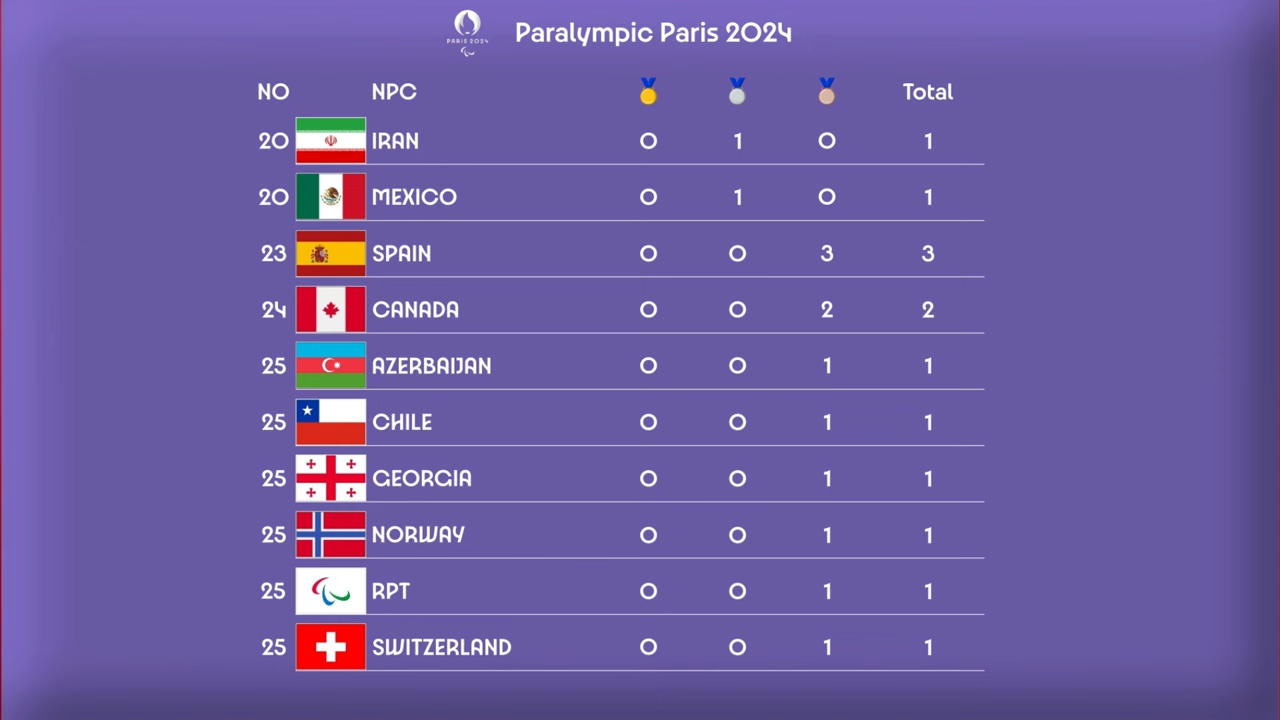 PARIS 2024
Paralympic Paris 2024
NO NPC Total
20 IRAN 0 1 0 1
20 MEXICO 0 1 0 1
23 SPAIN 0 0 3 3
24 CANADA 0 0 2 2
25 AZERBAIJAN 0 0 1 1
25 CHILE 0 0 1 1
25 GEORGIA 0 0 1 1
25 NORWAY 0 0 1 1
25 RPT 0 0 1 1
25 SWITZERLAND 0 0 1 1